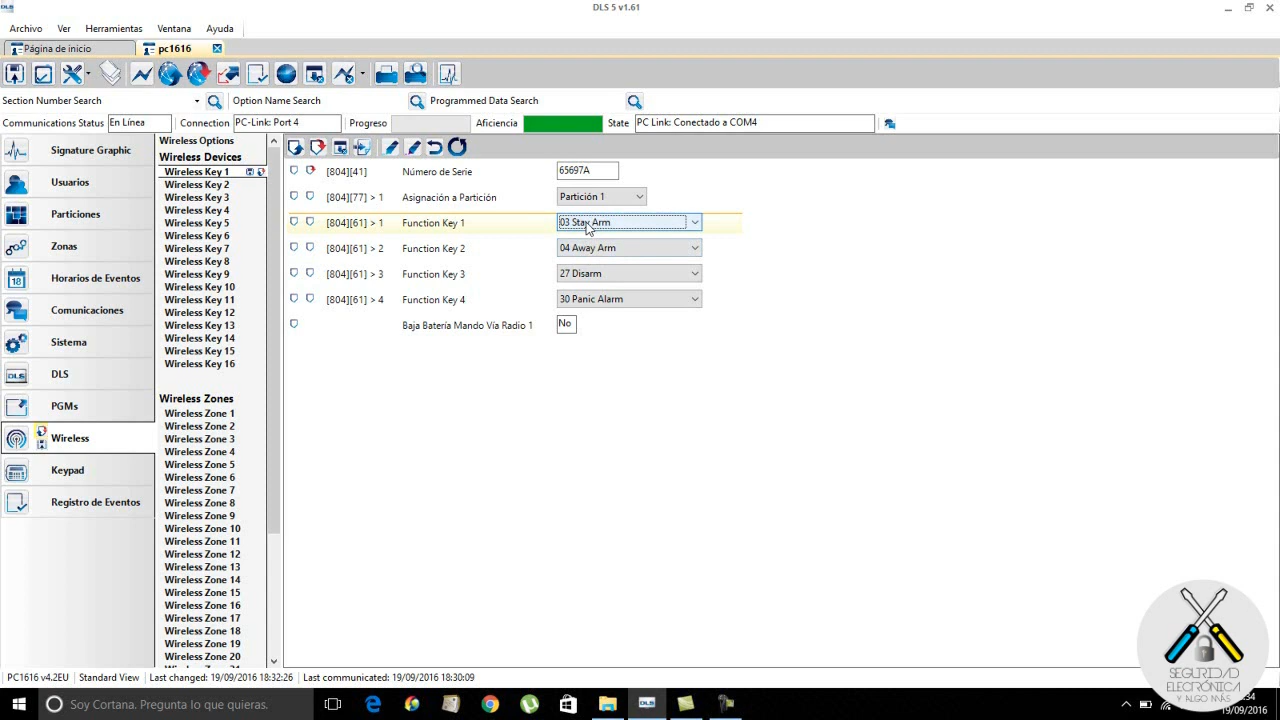 DLS
DLS 5 v1.61
Archivo Ver Herramientas Ventana Ayuda
Página de inicio pc1616
Section Number Search Option Name Search Programmed Data Search
Communications Status En Línea Connection PC-Link: Port 4 Progreso Aficiencia State PC Link: Conectado a COM4
Signature Graphic
Usuarios
Particiones
Zonas
18 Horarios de Eventos
Comunicaciones
Sistema
DLS DLS
PGMs
Wireless
Keypad
Registro de Eventos
Wireless Options
Wireless Devices
Wireless Key 1
Wireless Key 2
Wireless Key 3
Wireless Key 4
Wireless Key 5
Wireless Key 6
Wireless Key 7
Wireless Key 8
Wireless Key 9
Wireless Key 10
Wireless Key 11
Wireless Key 12
Wireless Key 13
Wireless Key 14
Wireless Key 15
Wireless Key 16
Wireless Zones
Wireless Zone 1
Wireless Zone 2
Wireless Zone 3
Wireless Zone 4
Wireless Zone 5
Wireless Zone 6
Wireless Zone 7
Wireless Zone 8
Wireless Zone 9
Wireless Zone 10
Wireless Zone 11
Wireless Zone 12
Wireless Zone 13
Wireless Zone 14
Wireless Zone 15
Wireless Zone 16
Wireless Zone 17
Wireless Zone 18
Wireless Zone 19
Wireless Zone 20
[804][41] Número de Serie 65697A
[804][77] > 1 Asignación a Partición Partición 1
[804][61] > 1 Function Key 1 03 Stay Arm
[804][61] > 2 Function Key 2 04 Away Arm
[804][61] > 3 Function Key 3 27 Disarm
[804][61] > 4 Function Key 4 30 Panic Alarm
Baja Batería Mando Vía Radio 1 No
PC1616 v4.2EU Standard View Last changed: 19/09/2016 18:32:26 Last communicated: 19/09/2016 18:30:09
Soy Cortana. Pregunta lo que quieras.
DLS
19/09/2016
SEGURIDAD
ELECTRÓNICA
Y ALGO MÁS